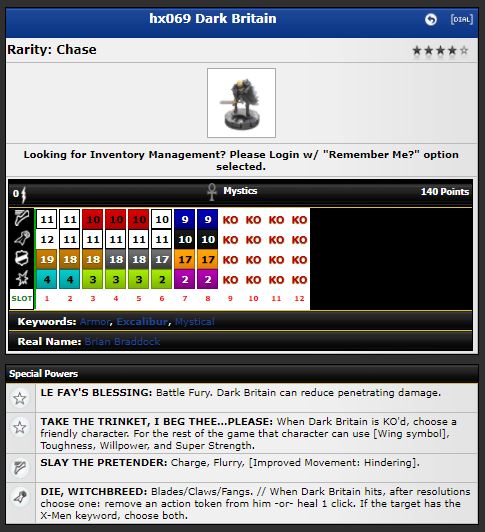 hx069 Dark Britain
[DIAL]
Rarity: Chase
Looking for Inventory Management? Please Login w/ "Remember Me?" option
selected.
0 Mystics 140 Points
11 11 10 10 10 10 9 9 KO KO KO KO
12 11 11 11 11 11 10 10 KO KO KO KO
19 18 18 18 17 17 17 17 KO KO KO KO
4 4 3 3 3 3 2 2 KO KO KO KO
SLOT 1 2 3 4 5 6 7 8 9 10 11 12
Keywords: Armor, Excalibur, Mystical
Real Name: Brian Braddock
Special Powers
LE FAY'S BLESSING: Battle Fury. Dark Britain can reduce penetrating damage.
TAKE THE TRINKET, I BEG THEE...PLEASE: When Dark Britain is KO'd, choose a
friendly character. For the rest of the game that character can use [Wing symbol],
Toughness, Willpower, and Super Strength.
SLAY THE PRETENDER: Charge, Flurry, [Improved Movement: Hindering].
DIE, WITCHBREED: Blades/Claws/Fangs. // When Dark Britain hits, after resolutions
choose one: remove an action token from him -or- heal 1 click. If the target has the
X-Men keyword, choose both.